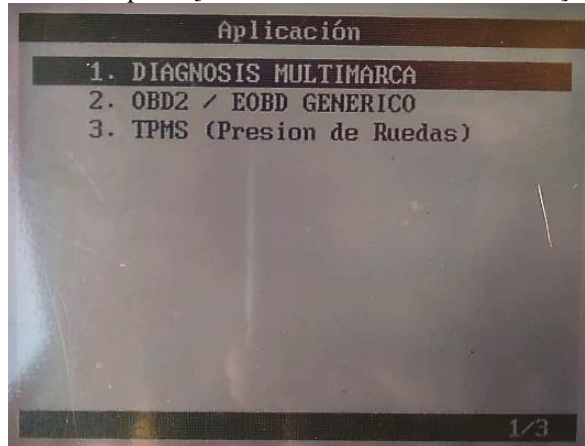 Aplicación
1. DIAGNOSIS MULTIMARCA
2. OBD2 / EOBD GENERICO
3. TPMS (Presion de Ruedas)
1/3